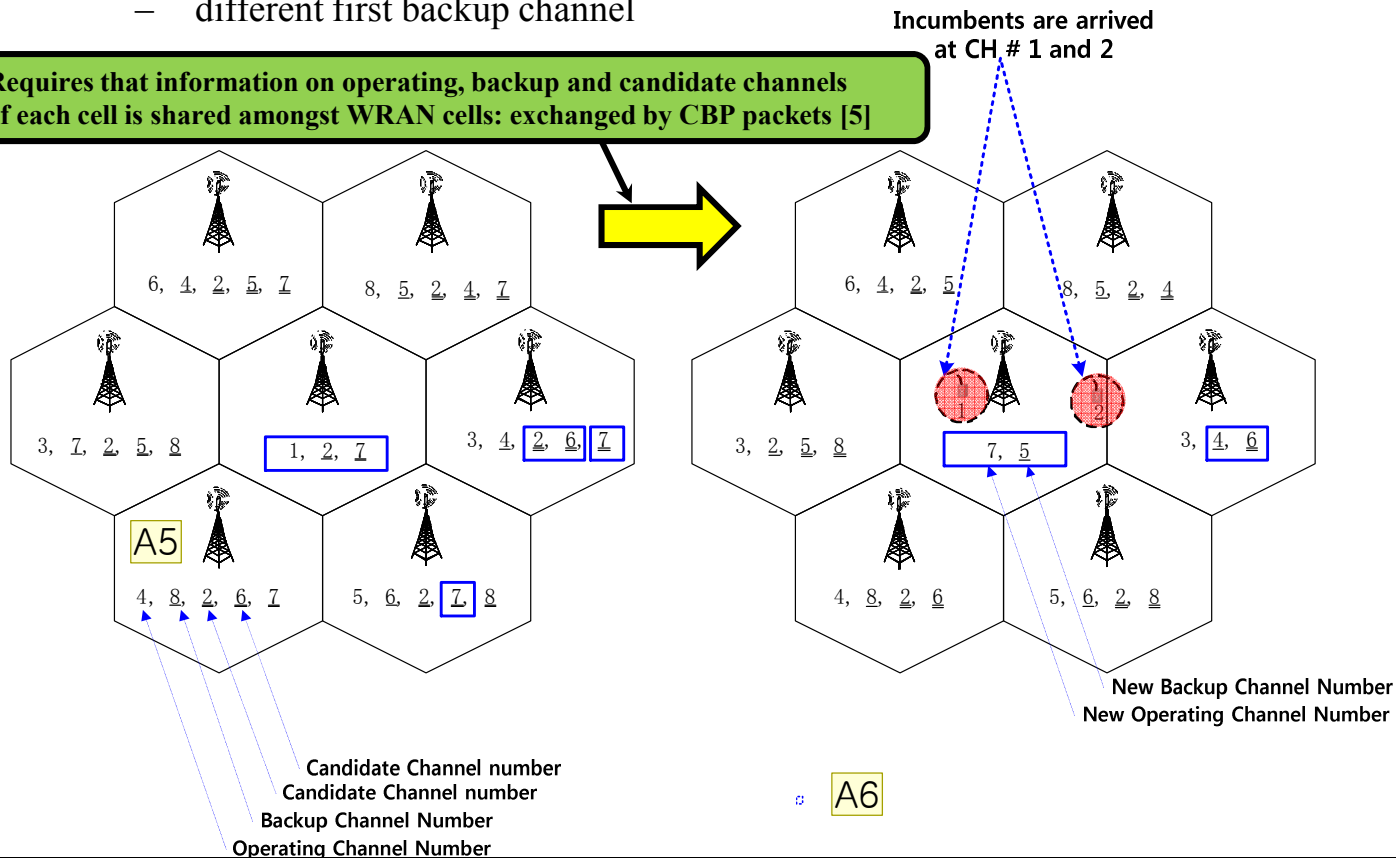 – different first backup channel
Incumbents are arrived
at CH # 1 and 2
Requires that information on operating, backup and candidate channels
of each cell is shared amongst WRAN cells: exchanged by CBP packets [5]
6, 4, 2, 5, 7
8, 5, 2, 4, 7
6, 4, 2, 5
8, 5, 2, 4
3, 7, 2, 5, 8
1, 2, 7
3, 4, 2, 6, 7
3, 2, 5, 8
1
2
7, 5
3, 4, 6
A5
4, 8, 2, 6, 7
5, 6, 2, 7, 8
4, 8, 2, 6
5, 6, 2, 8
New Backup Channel Number
New Operating Channel Number
Candidate Channel number
Candidate Channel number
Backup Channel Number
Operating Channel Number
A6